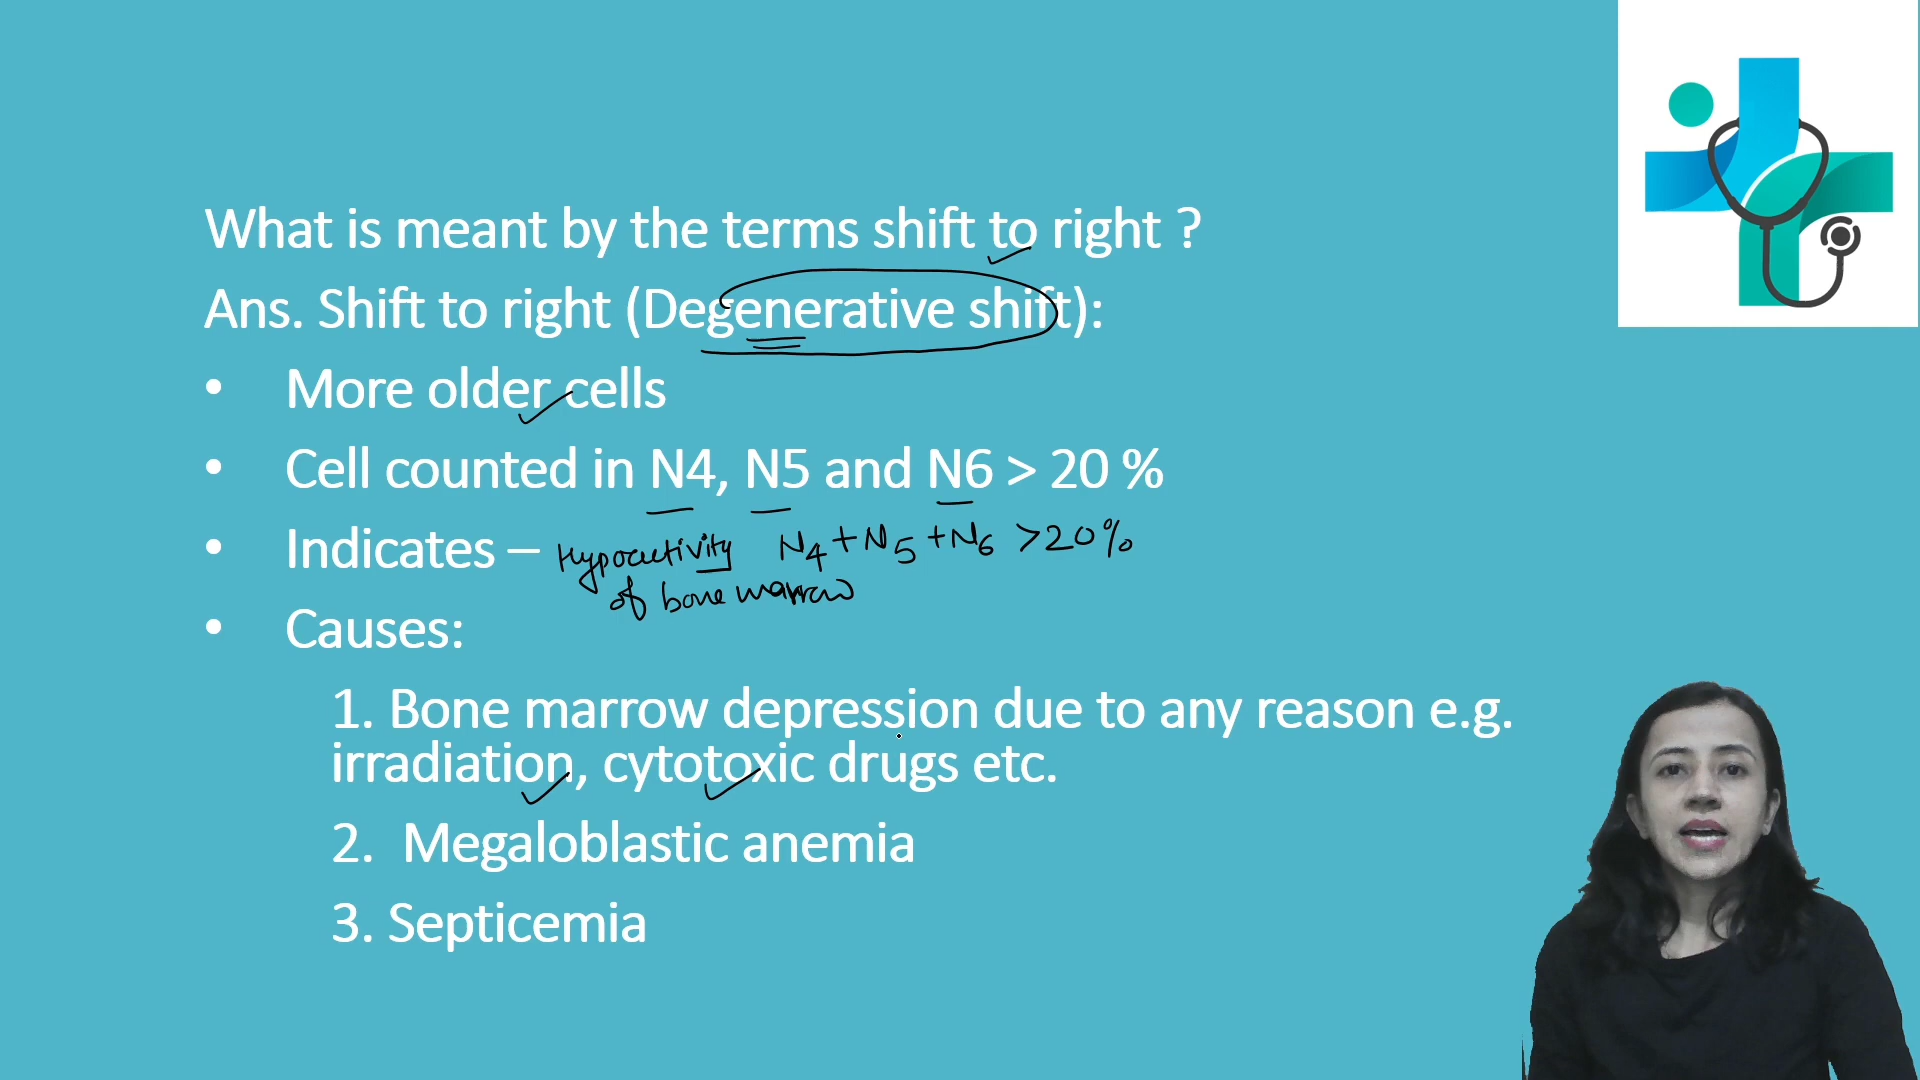 What is meant by the terms shift to right ?
Ans. Shift to right (Degenerative shift):
• More older cells
• Cell counted in N4, N5 and N6 > 20 %
• Indicates – Hypoactivity N4 + N5 + N6 > 20%
of bone marrow
• Causes:
1. Bone marrow depression due to any reason e.g.
irradiation, cytotoxic drugs etc.
2. Megaloblastic anemia
3. Septicemia